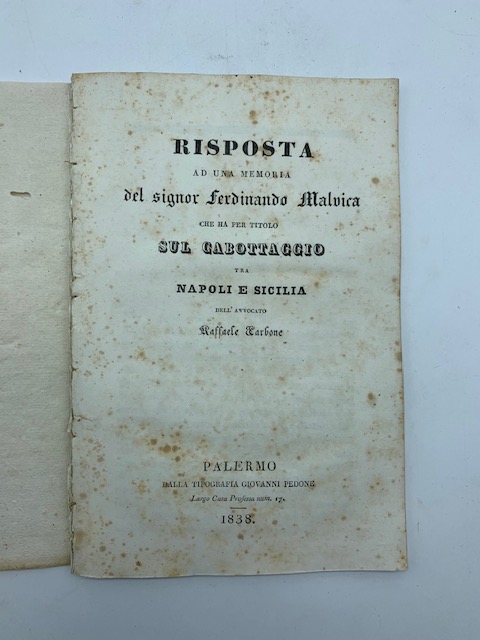 RISPOSTA
AD UNA MEMORIA
del signor Ferdinando Malvica
CHE HA PER TITOLO
SUL CABOTTAGGIO
TRA
NAPOLI E SICILIA
DELL'AVVOCATO
Raffaele Carbone
PALERMO
DALLA TIPOGRAFIA GIOVANNI PEDONE
Largo Casa Professa num. 17.
1838.